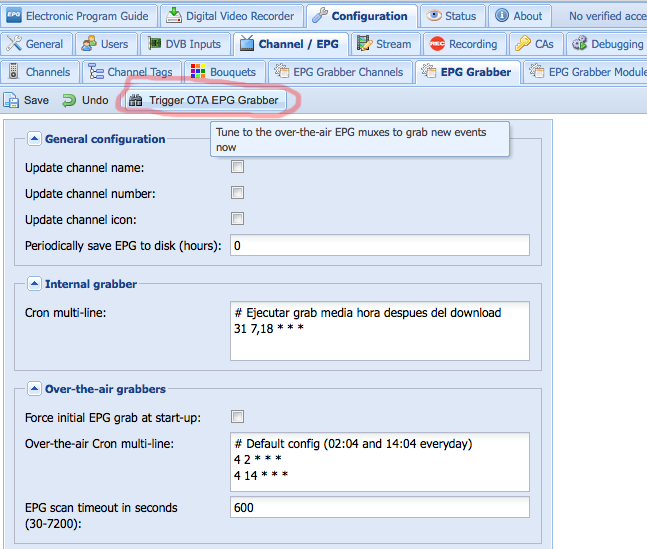 EPG Electronic Program Guide Digital Video Recorder Configuration Status About No verified acce
General Users DVB Inputs Channel / EPG Stream REC Recording CAs Debugging
Channels Channel Tags Bouquets EPG Grabber Channels EPG Grabber EPG Grabber Module
Save Undo Trigger OTA EPG Grabber
Tune to the over-the-air EPG muxes to grab new events
now
General configuration
Update channel name:
Update channel number:
Update channel icon:
Periodically save EPG to disk (hours): 0
Internal grabber
Cron multi-line: # Ejecutar grab media hora despues del download
31 7,18 * * *
Over-the-air grabbers
Force initial EPG grab at start-up:
Over-the-air Cron multi-line: # Default config (02:04 and 14:04 everyday)
4 2 * * *
4 14 * * *
EPG scan timeout in seconds 600
(30-7200):